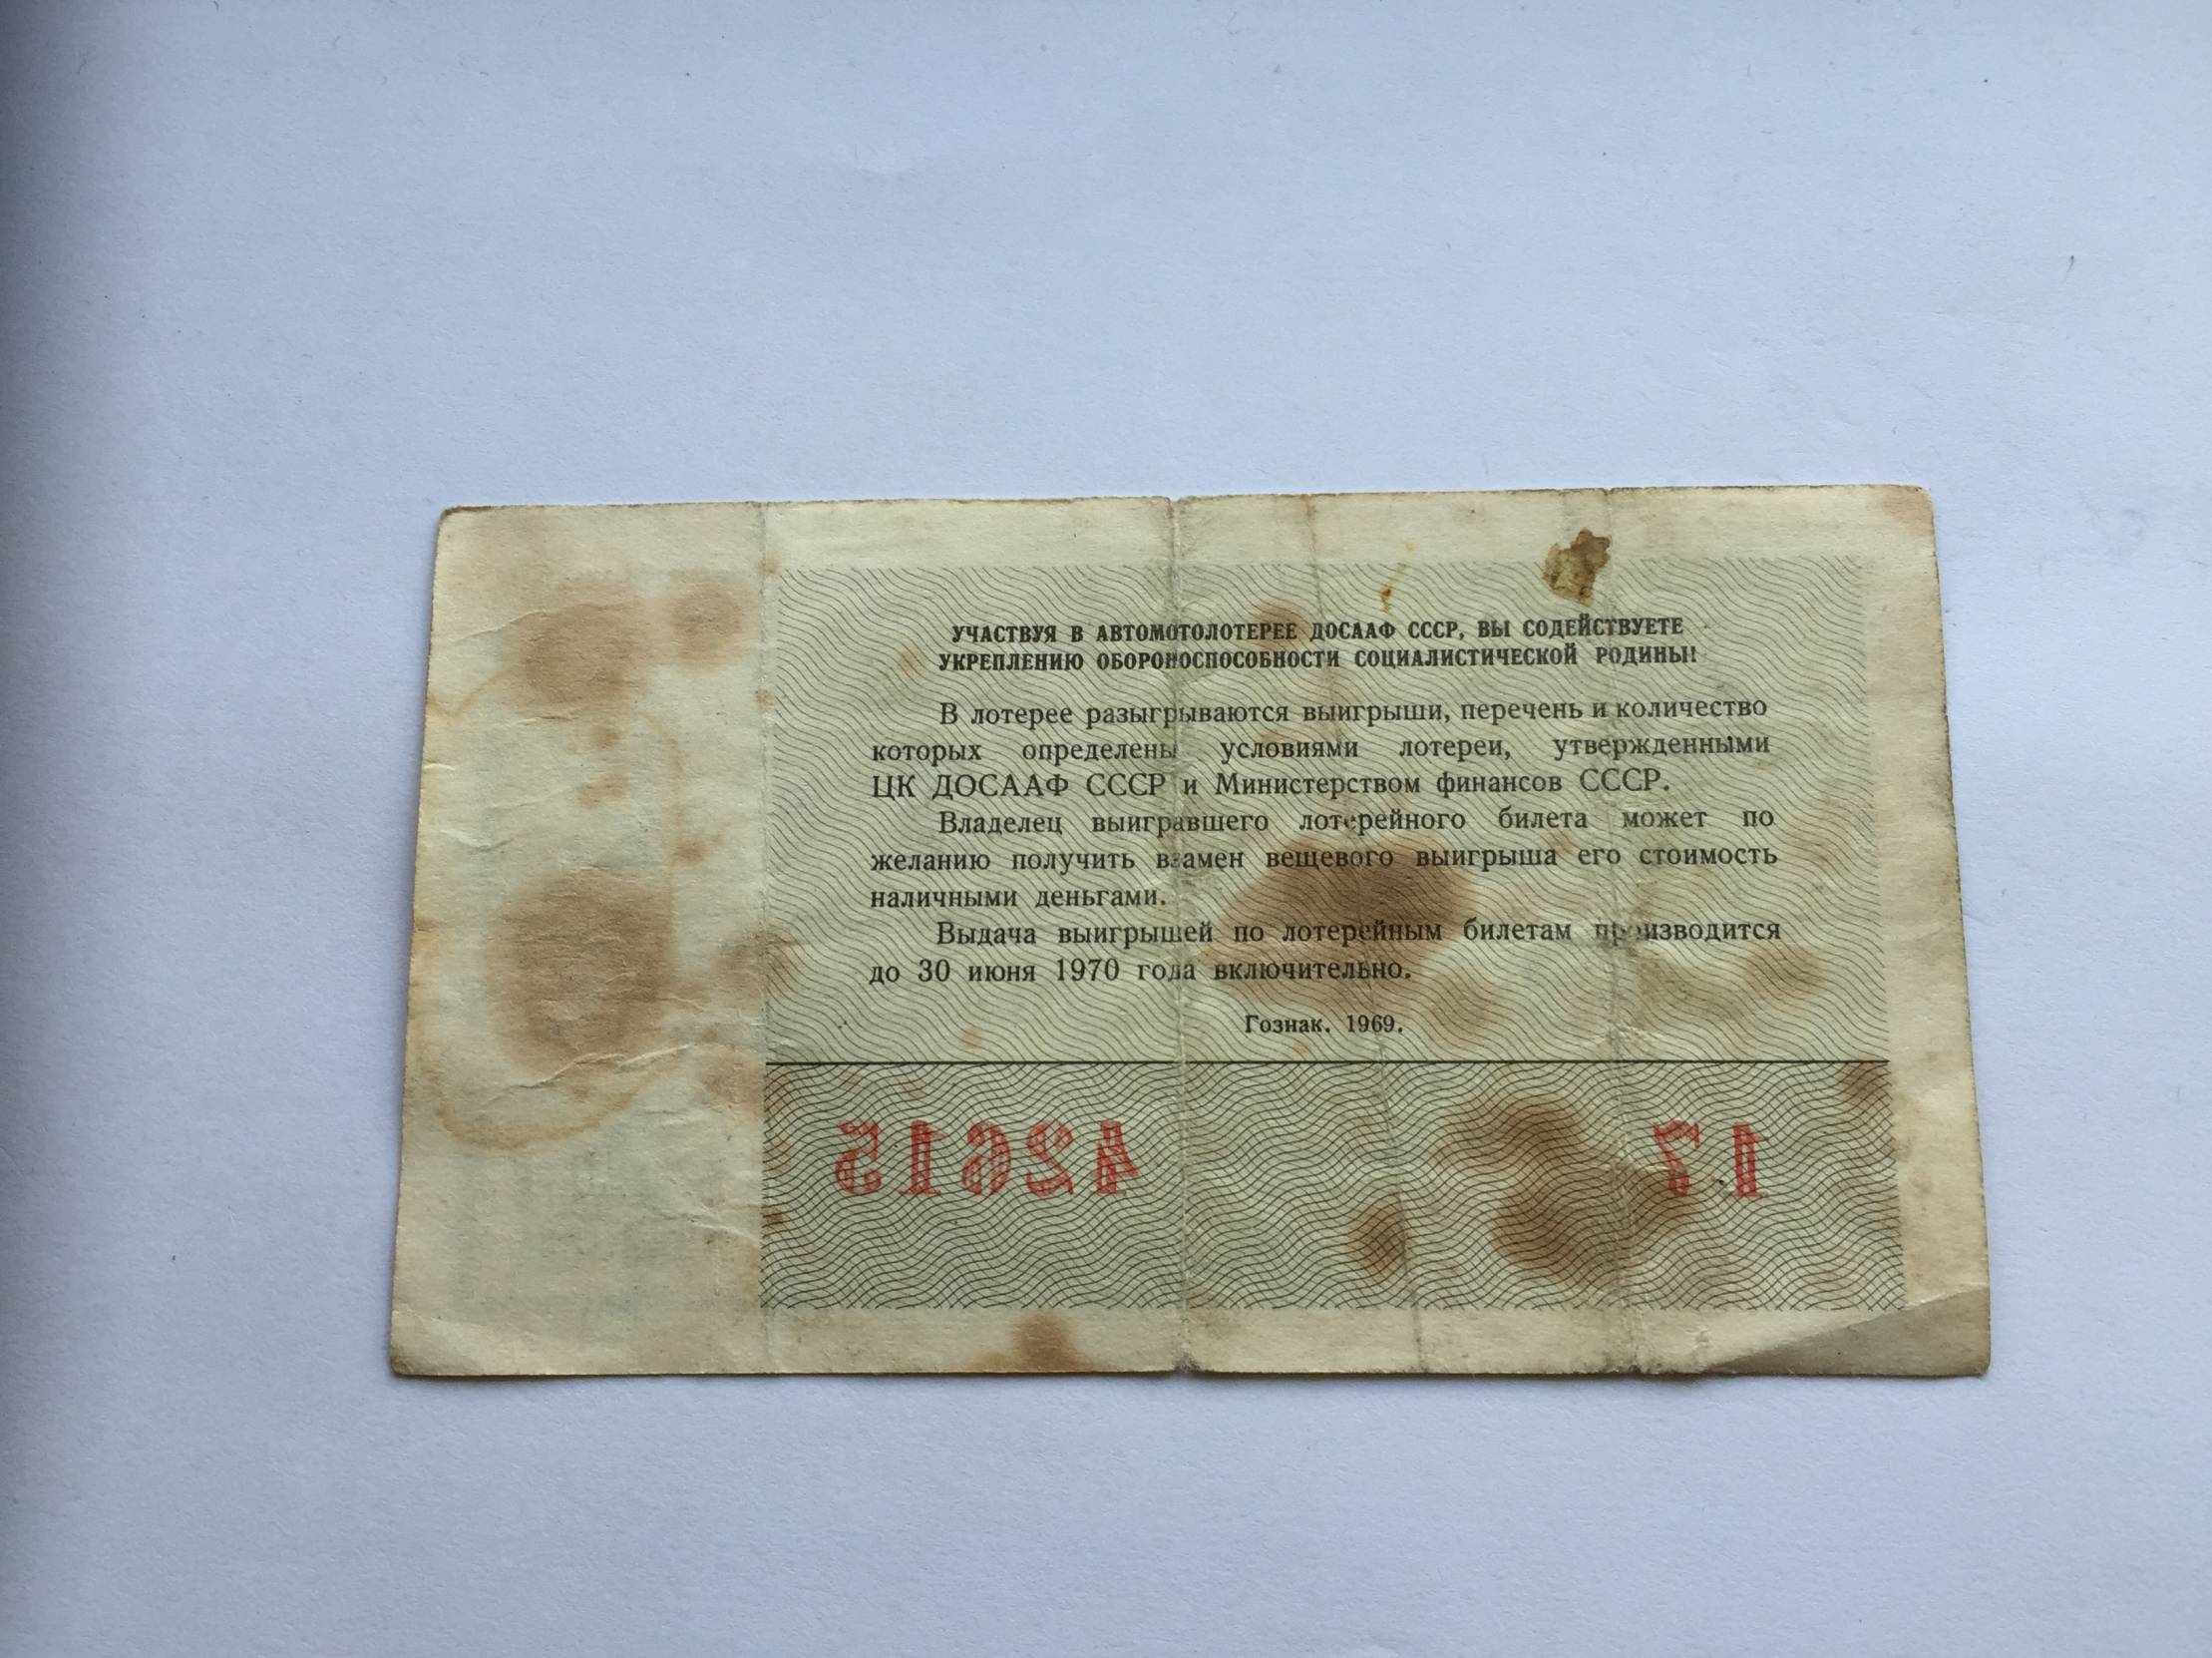 УЧАСТВУЯ В АВТОМОТОЛОТЕРЕЕ ДОСААФ СССР, ВЫ СОДЕЙСТВУЕТЕ
УКРЕПЛЕНИЮ ОБОРОНОСПОСОБНОСТИ СОЦИАЛИСТИЧЕСКОЙ РОДИНЫ!
В лотерее разыгрываются выигрыши, перечень и количество
которых определены условиями лотереи, утвержденными
ЦК ДОСААФ СССР и Министерством финансов СССР.
Владелец выигравшего лотерейного билета может по
желанию получить взамен вещевого выигрыша его стоимость
наличными деньгами.
Выдача выигрышей по лотерейным билетам производится
до 30 июня 1970 года включительно.
Гознак. 1969.
42615 17